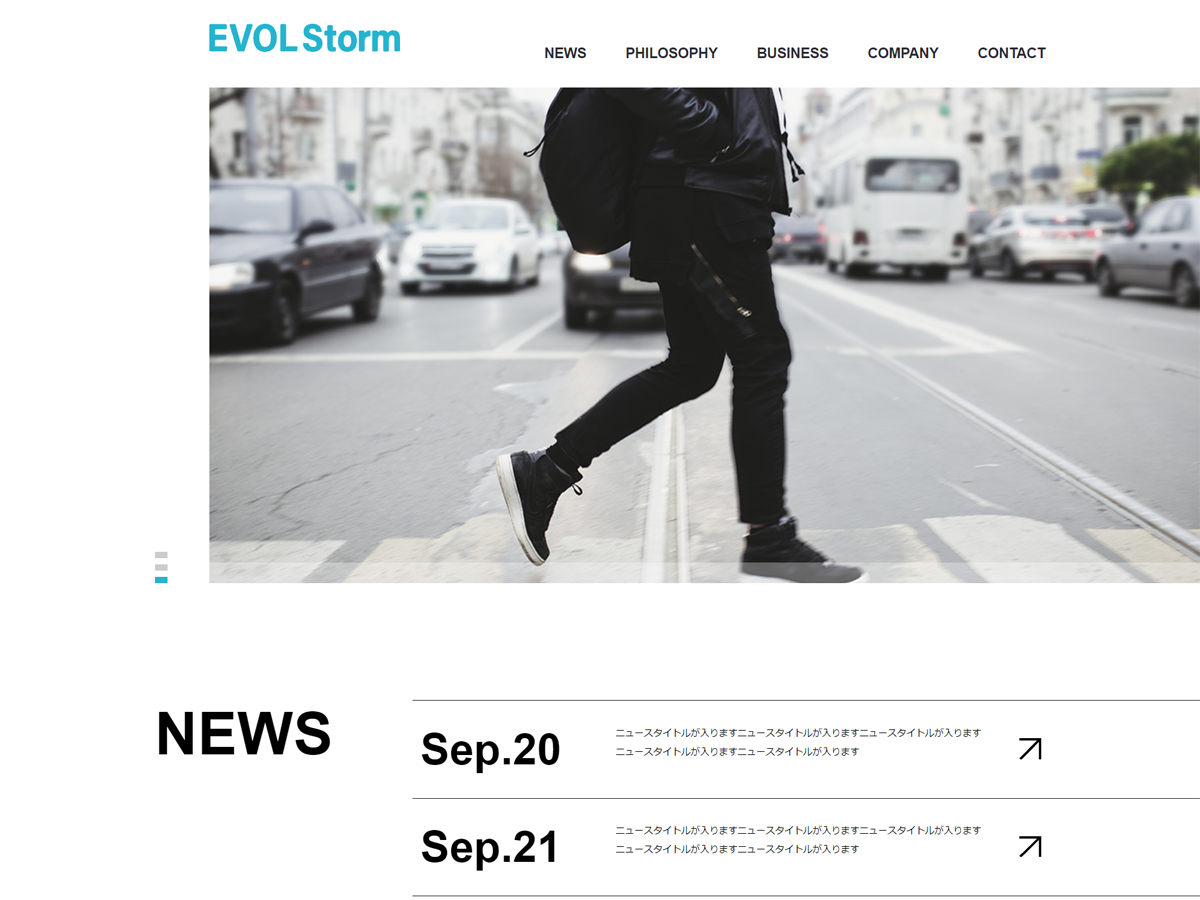 EVOL Storm
NEWS
PHILOSOPHY
BUSINESS
COMPANY
CONTACT
NEWS
Sep.20
ニュースタイトルが入りますニュースタイトルが入りますニュースタイトルが入ります
ニュースタイトルが入りますニュースタイトルが入ります
Sep.21
ニュースタイトルが入りますニュースタイトルが入りますニュースタイトルが入ります
ニュースタイトルが入りますニュースタイトルが入ります